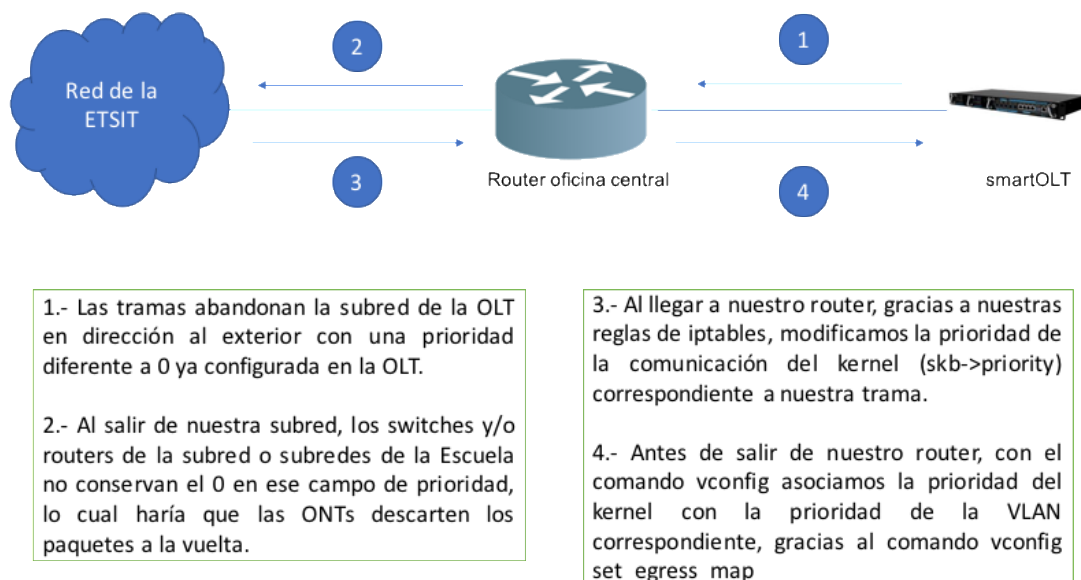 2
1
Red de la
ETSIT
3
Router oficina central
4
smartOLT
1.- Las tramas abandonan la subred de la OLT
en dirección al exterior con una prioridad
diferente a 0 ya configurada en la OLT.
2.- Al salir de nuestra subred, los switches y/o
routers de la subred o subredes de la Escuela
no conservan el 0 en ese campo de prioridad,
lo cual haría que las ONTs descarten los
paquetes a la vuelta.
3.- Al llegar a nuestro router, gracias a nuestras
reglas de iptables, modificamos la prioridad de
la comunicación del kernel (skb->priority)
correspondiente a nuestra trama.
4.- Antes de salir de nuestro router, con el
comando vconfig asociamos la prioridad del
kernel con la prioridad de la VLAN
correspondiente, gracias al comando vconfig
set_egress_map